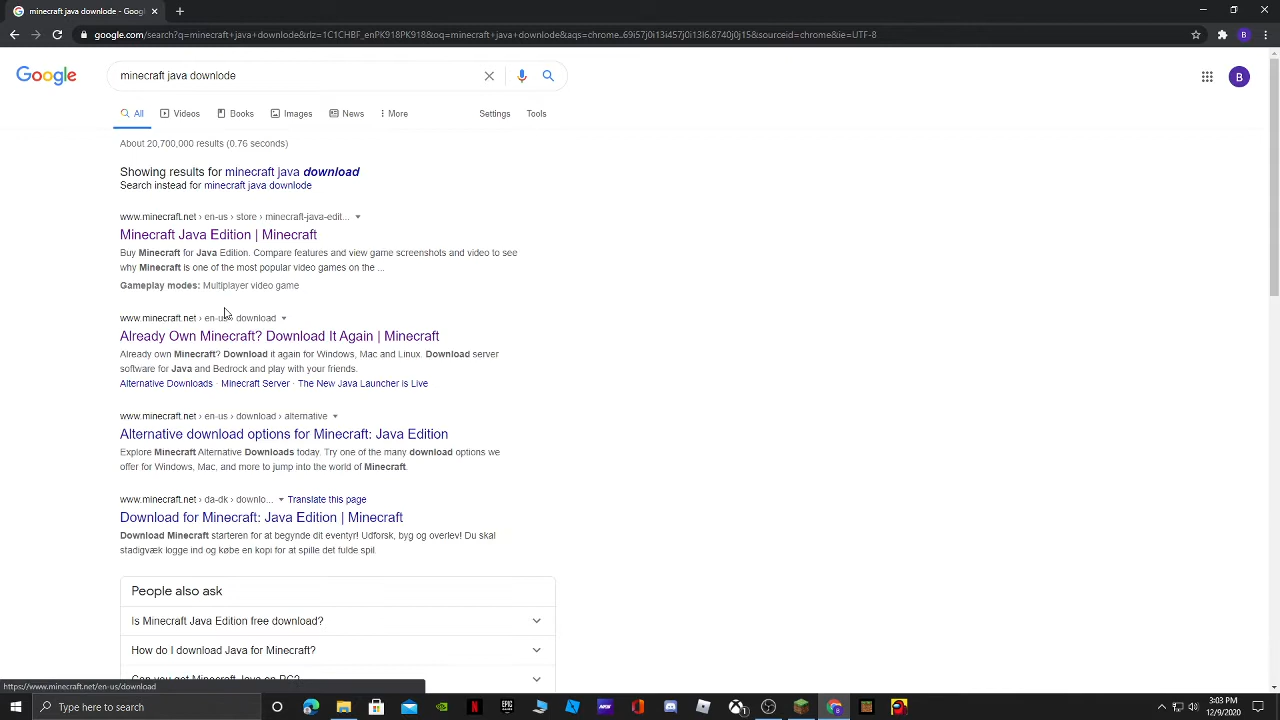 minecraft java downlode - Googl
google.com/search?q=minecraft+java+downlode&rlz=1C1CHBF_enPK918PK918&oq=minecraft+java+downlode&aqs=chrome..69i57j0i13i457j0i13l6.8740j0j15&sourceid=chrome&ie=UTF-8
B
Google
minecraft java downlode
B
All
Videos
Books
Images
News
More
Settings
Tools
About 20,700,000 results (0.76 seconds)
Showing results for minecraft java download
Search instead for minecraft java downlode
www.minecraft.net › en-us › store › minecraft-java-edit...
Minecraft Java Edition | Minecraft
Buy Minecraft for Java Edition. Compare features and view game screenshots and video to see
why Minecraft is one of the most popular video games on the ...
Gameplay modes: Multiplayer video game
www.minecraft.net › en-us › download
Already Own Minecraft? Download It Again | Minecraft
Already own Minecraft? Download it again for Windows, Mac and Linux. Download server
software for Java and Bedrock and play with your friends.
Alternative Downloads · Minecraft Server · The New Java Launcher is Live
www.minecraft.net › en-us › download › alternative
Alternative download options for Minecraft: Java Edition
Explore Minecraft Alternative Downloads today. Try one of the many download options we
offer for Windows, Mac, and more to jump into the world of Minecraft.
www.minecraft.net › da-dk › downlo... Translate this page
Download for Minecraft: Java Edition | Minecraft
Download Minecraft starteren for at begynde dit eventyr! Udforsk, byg og overlev! Du skal
stadigvæk logge ind og købe en kopi for at spille det fulde spil.
People also ask
Is Minecraft Java Edition free download?
How do I download Java for Minecraft?
Can you get Minecraft Java on PC?
https://www.minecraft.net/en-us/download
Type here to search
3:03 PM
12/9/2020